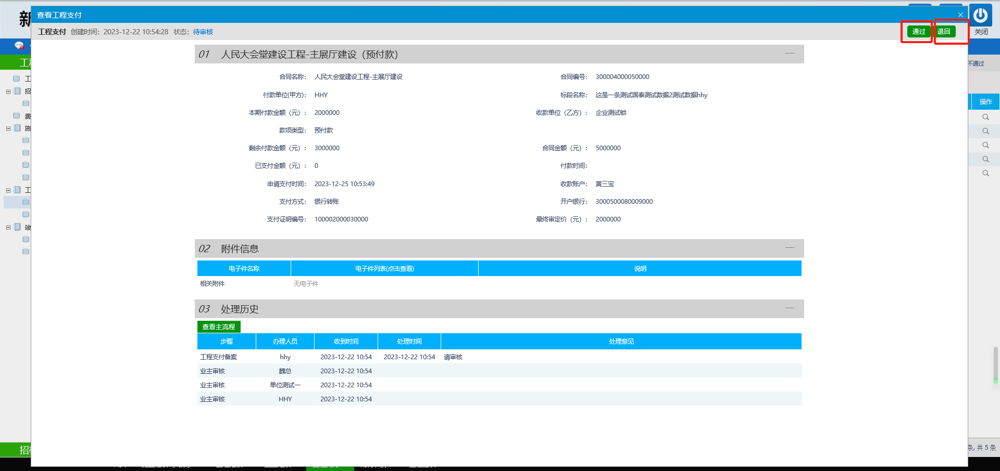 新
查看工程支付
工程支付 创建时间：2023-12-22 10:54:28 状态：待审核
通过 退回
关闭
不通过
操作
工
招
费
施
工
竣
招
01 人民大会堂建设工程-主展厅建设（预付款）
合同名称： 人民大会堂建设工程-主展厅建设 合同编号： 300004000050000
付款单位(甲方)： HHY 标段名称： 这是一条测试国泰测试数据2测试数据hhy
本期付款金额（元）： 2000000 收款单位（乙方）： 企业测试锁
款项类型： 预付款
剩余付款金额（元）： 3000000 合同金额（元）： 5000000
已支付金额（元）： 0 付款时间：
申请支付时间： 2023-12-25 10:53:49 收款账户： 黄三宝
支付方式： 银行转账 开户银行： 3000500080009000
支付证明编号： 100002000030000 最终审定价（元）： 2000000
02 附件信息
电子件名称 电子件列表(点击查看) 说明
相关附件 无电子件
03 处理历史
查看主流程
步骤 办理人员 收到时间 处理时间 处理意见
工程支付备案 hhy 2023-12-22 10:54 2023-12-22 10:54 请审核
业主审核 魏总 2023-12-22 10:54
业主审核 单位测试一 2023-12-22 10:54
业主审核 HHY 2023-12-22 10:54
条, 共 5 条